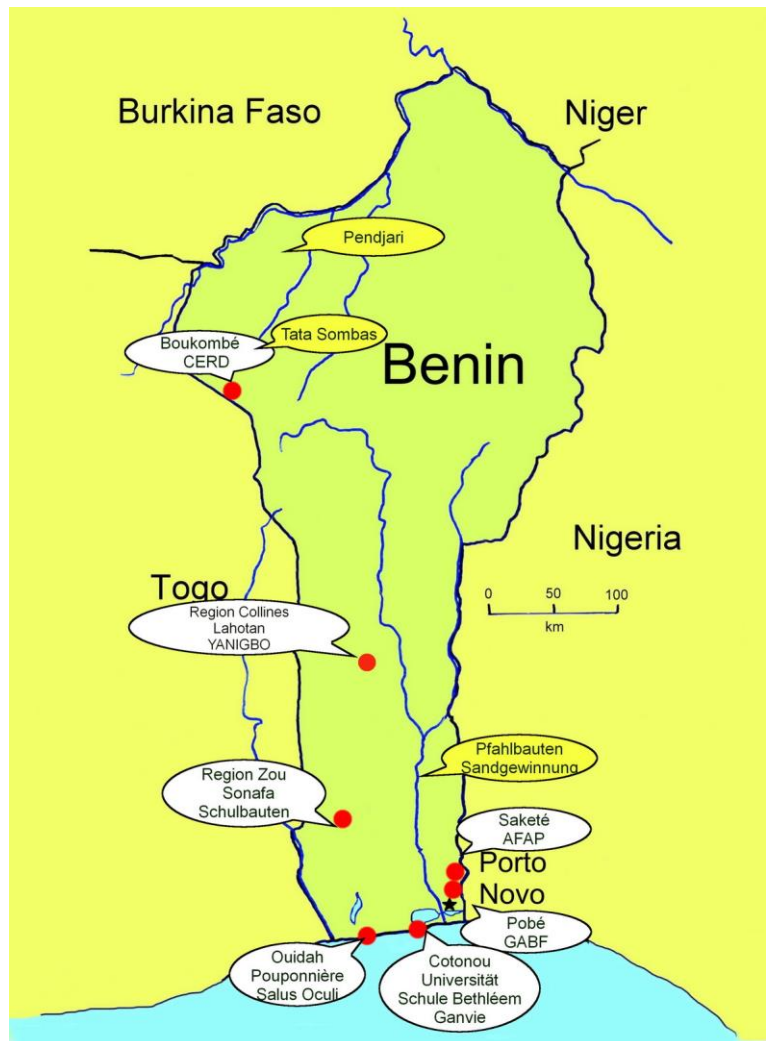 Burkina Faso
Niger
Pendjari
Tata Sombas
Boukombé
CERD
Benin
Nigeria
0 50 100
km
Togo
Region Collines
Lahotan
YANIGBO
Pfahlbauten
Sandgewinnung
Region Zou
Sonafa
Schulbauten
Saketé
AFAP
Porto
Novo
Pobé
GABF
Ouidah
Pouponnière
Salus Oculi
Cotonou
Universität
Schule Bethléem
Ganvie